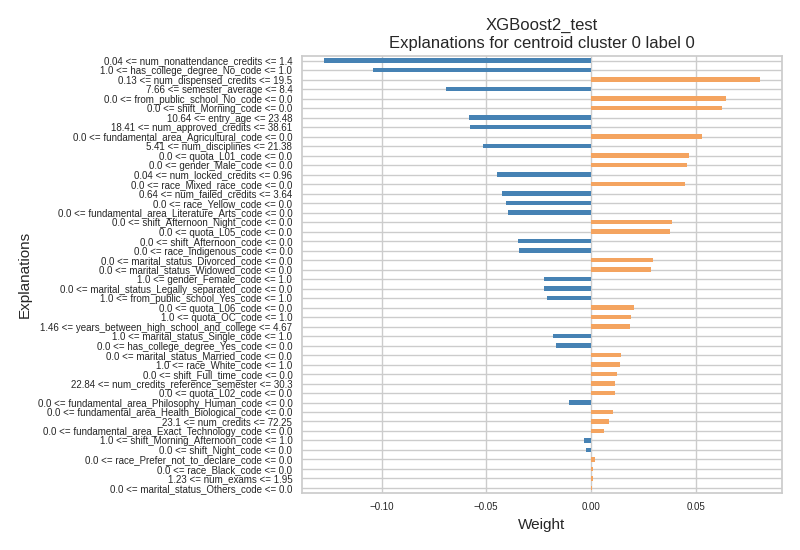 XGBoost2_test
Explanations for centroid cluster 0 label 0
0.04 <= num_nonattendance_credits <= 1.4
1.0 <= has_college_degree_No_code <= 1.0
0.13 <= num_dispensed_credits <= 19.5
7.66 <= semester_average <= 8.4
0.0 <= from_public_school_No_code <= 0.0
0.0 <= shift_Morning_code <= 0.0
10.64 <= entry_age <= 23.48
18.41 <= num_approved_credits <= 38.61
0.0 <= fundamental_area_Agricultural_code <= 0.0
5.41 <= num_disciplines <= 21.38
0.0 <= quota_L01_code <= 0.0
0.0 <= gender_Male_code <= 0.0
0.04 <= num_locked_credits <= 0.96
0.0 <= race_Mixed_race_code <= 0.0
0.64 <= num_failed_credits <= 3.64
0.0 <= race_Yellow_code <= 0.0
0.0 <= fundamental_area_Literature_Arts_code <= 0.0
0.0 <= shift_Afternoon_Night_code <= 0.0
0.0 <= quota_L05_code <= 0.0
0.0 <= shift_Afternoon_code <= 0.0
0.0 <= race_Indigenous_code <= 0.0
0.0 <= marital_status_Divorced_code <= 0.0
0.0 <= marital_status_Widowed_code <= 0.0
1.0 <= gender_Female_code <= 1.0
0.0 <= marital_status_Legally_separated_code <= 0.0
1.0 <= from_public_school_Yes_code <= 1.0
0.0 <= quota_L06_code <= 0.0
1.0 <= quota_OC_code <= 1.0
1.46 <= years_between_high_school_and_college <= 4.67
1.0 <= marital_status_Single_code <= 1.0
0.0 <= has_college_degree_Yes_code <= 0.0
0.0 <= marital_status_Married_code <= 0.0
1.0 <= race_White_code <= 1.0
0.0 <= shift_Full_time_code <= 0.0
22.84 <= num_credits_reference_semester <= 30.3
0.0 <= quota_L02_code <= 0.0
0.0 <= fundamental_area_Philosophy_Human_code <= 0.0
0.0 <= fundamental_area_Health_Biological_code <= 0.0
23.1 <= num_credits <= 72.25
0.0 <= fundamental_area_Exact_Technology_code <= 0.0
1.0 <= shift_Morning_Afternoon_code <= 1.0
0.0 <= shift_Night_code <= 0.0
0.0 <= race_Prefer_not_to_declare_code <= 0.0
0.0 <= race_Black_code <= 0.0
1.23 <= num_exams <= 1.95
0.0 <= marital_status_Others_code <= 0.0
Explanations
−0.10 −0.05 0.00 0.05
Weight